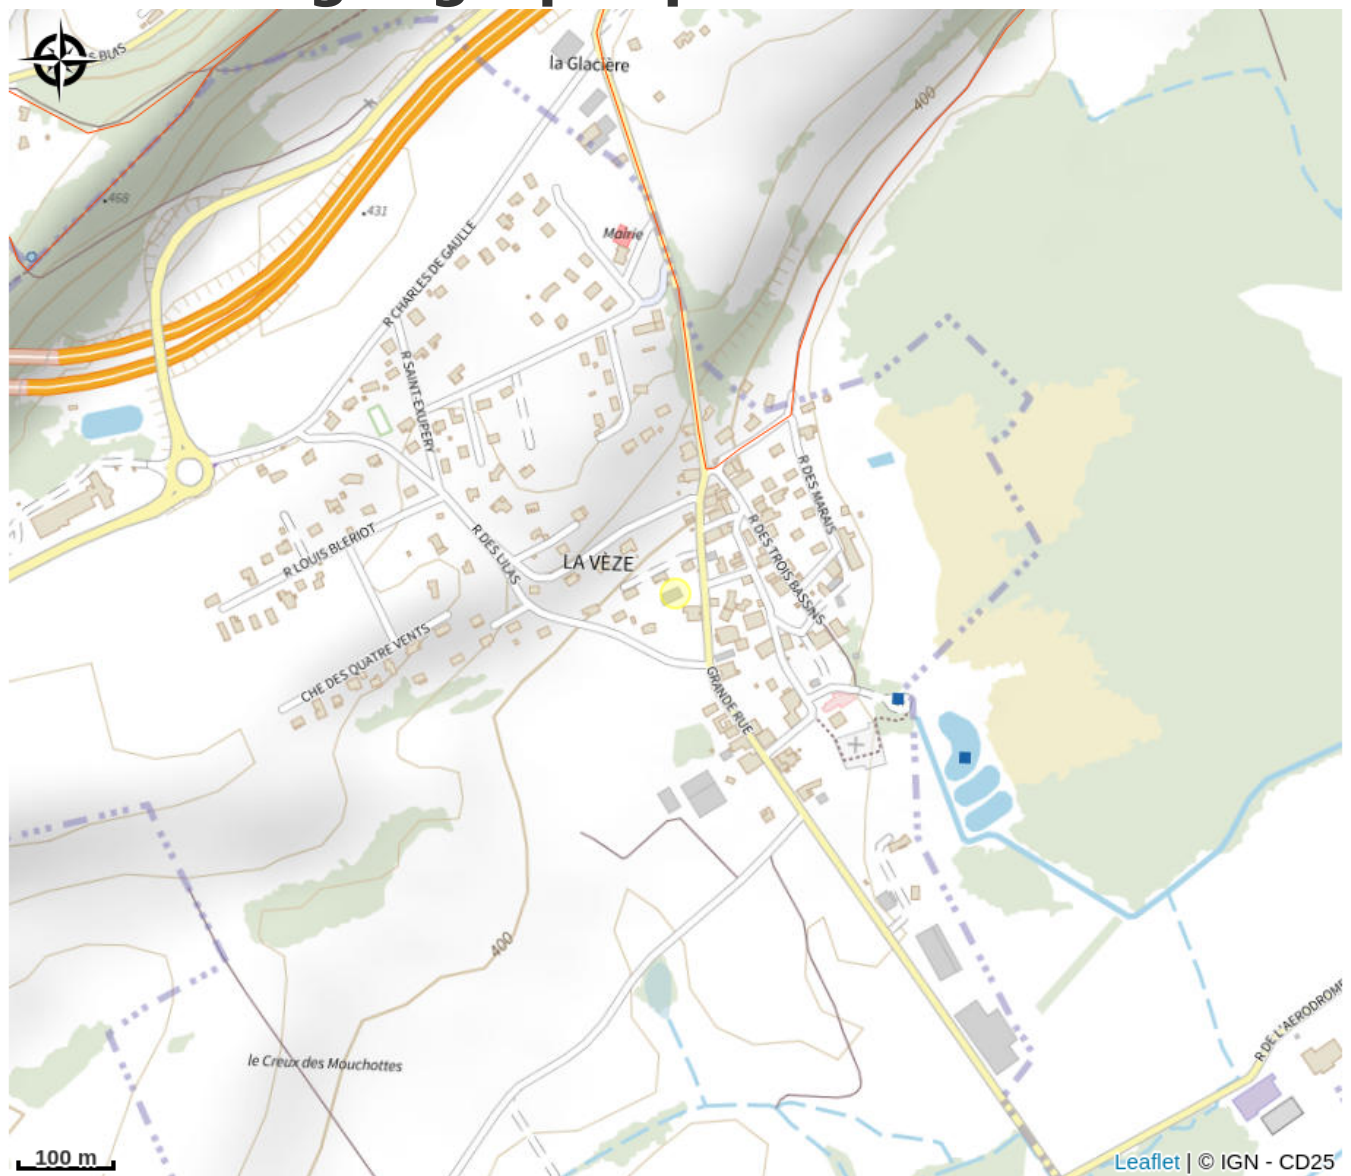 la Glacière
400
468
431
Mairie
R CHARLES DE GAULLE
R SAINT-EXUPERY
R DES MARAIS
R DES LILAS
R DES TROIS BASSINS
R LOUIS BLERIOT
LA VÈZE
CHE DES QUATRE VENTS
GRANDE RUE
400
R DE L'AERODROME
le Creux des Mouchottes
100 m
Leaflet | © IGN - CD25